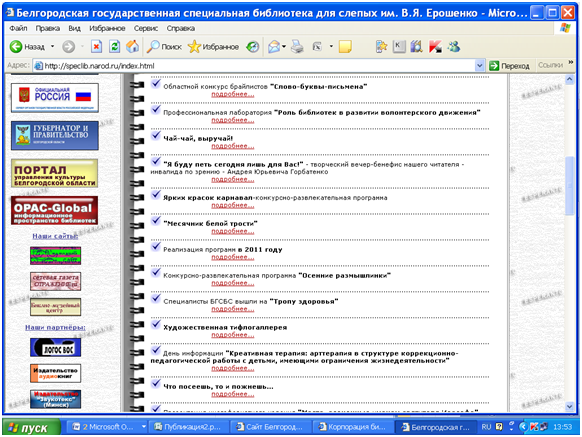 Белгородская государственная специальная библиотека для слепых им. В.Я. Ерошенко - Micro...
Файл Правка Вид Избранное Сервис Справка
Назад Поиск Избранное
Адрес: http://speclib.narod.ru/index.html Переход Ссылки
ОФИЦИАЛЬНАЯ
РОССИЯ
ГУБЕРНАТОР И
ПРАВИТЕЛЬСТВО
БЕЛГОРОДСКОЙ ОБЛАСТИ
ПОРТАЛ
управления культуры
БЕЛГОРОДСКОЙ ОБЛАСТИ
OPAC-Global
информационное
пространство библиотек
Наши сайты:
сетевая газета
Библио-музейный
центр
Наши партнёры:
ЛОГОС ВОС
Издательство
аудиокниг
Издательство
"Звукотекс"
(Минск)
Областной конкурс брайлистов "Слово-буквы-письмена"
подробнее...
Профессиональная лаборатория "Роль библиотек в развитии волонтерского движения"
подробнее...
Чай-чай, выручай!
подробнее...
"Я буду петь сегодня лишь для Вас!" - творческий вечер-бенефис нашего читателя -
инвалида по зрению - Андрея Юрьевича Горбатенко
подробнее...
Ярких красок карнавал-конкурсно-развлекательная программа
подробнее...
"Месячник белой трости"
подробнее...
Реализация программ в 2011 году
подробнее...
Конкурсно-развлекательная программа "Осенние размышлинки"
подробнее...
Специалисты БГСБС вышли на "Тропу здоровья"
подробнее...
Художественная тифлогаллерея
подробнее...
День информации "Креативная терапия: арттерапия в структуре коррекционно-
педагогической работы с детьми, имеющими ограничения жизнедеятельности"
подробнее...
Что посеешь, то и пожнешь...
подробнее...
пуск 2 Microsoft O... Публикация2.p... Сайт Белгород... Корпорация би... Белгородская г... RU 13:53